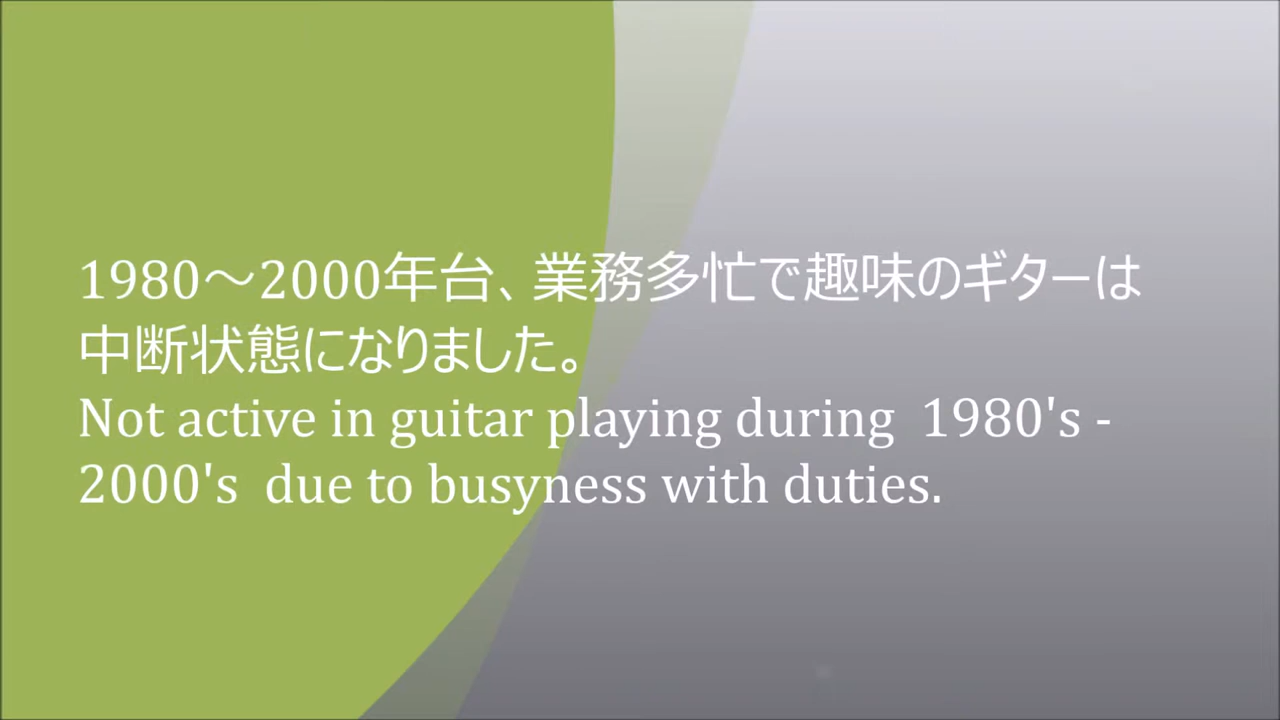 1980～2000年台、業務多忙で趣味のギターは
中断状態になりました。
Not active in guitar playing during  1980's -
2000's  due to busyness with duties.